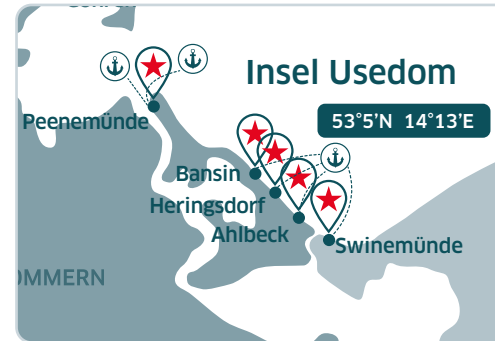 Insel Usedom
53°5'N 14°13'E
Peenemünde
Bansin
Heringsdorf
Ahlbeck
Swinemünde
OMMERN